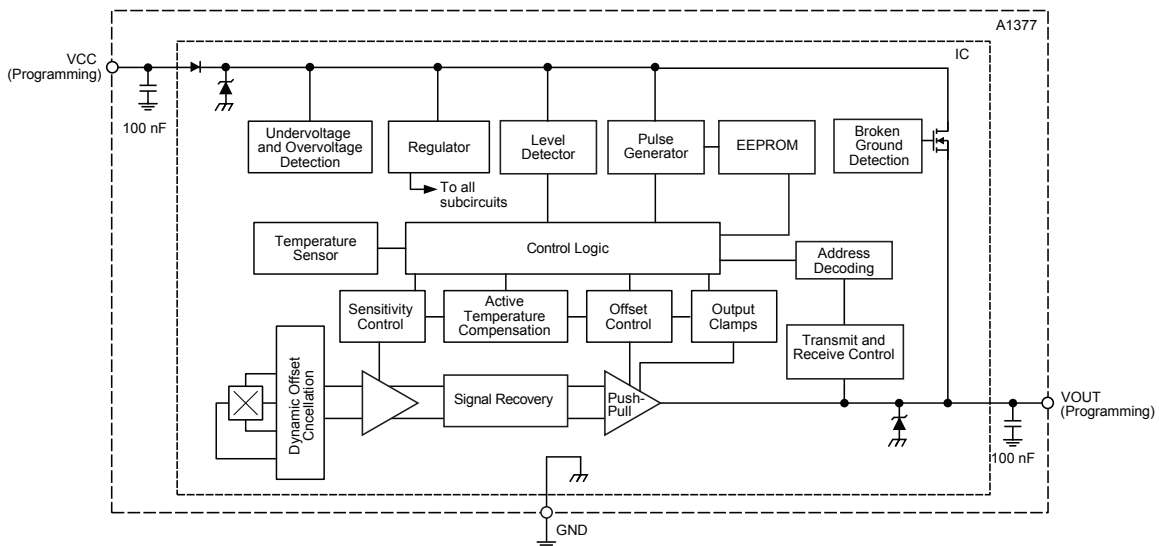 A1377
IC
VCC
(Programming)
100 nF
Undervoltage
and Overvoltage
Detection
Regulator
Level
Detector
Pulse
Generator
EEPROM
Broken
Ground
Detection
To all
subcircuits
Temperature
Sensor
Control Logic
Address
Decoding
Sensitivity
Control
Active
Temperature
Compensation
Offset
Control
Output
Clamps
Transmit and
Receive Control
Dynamic Offset
Cncellation
Signal Recovery
Push-
Pull
VOUT
(Programming)
100 nF
GND